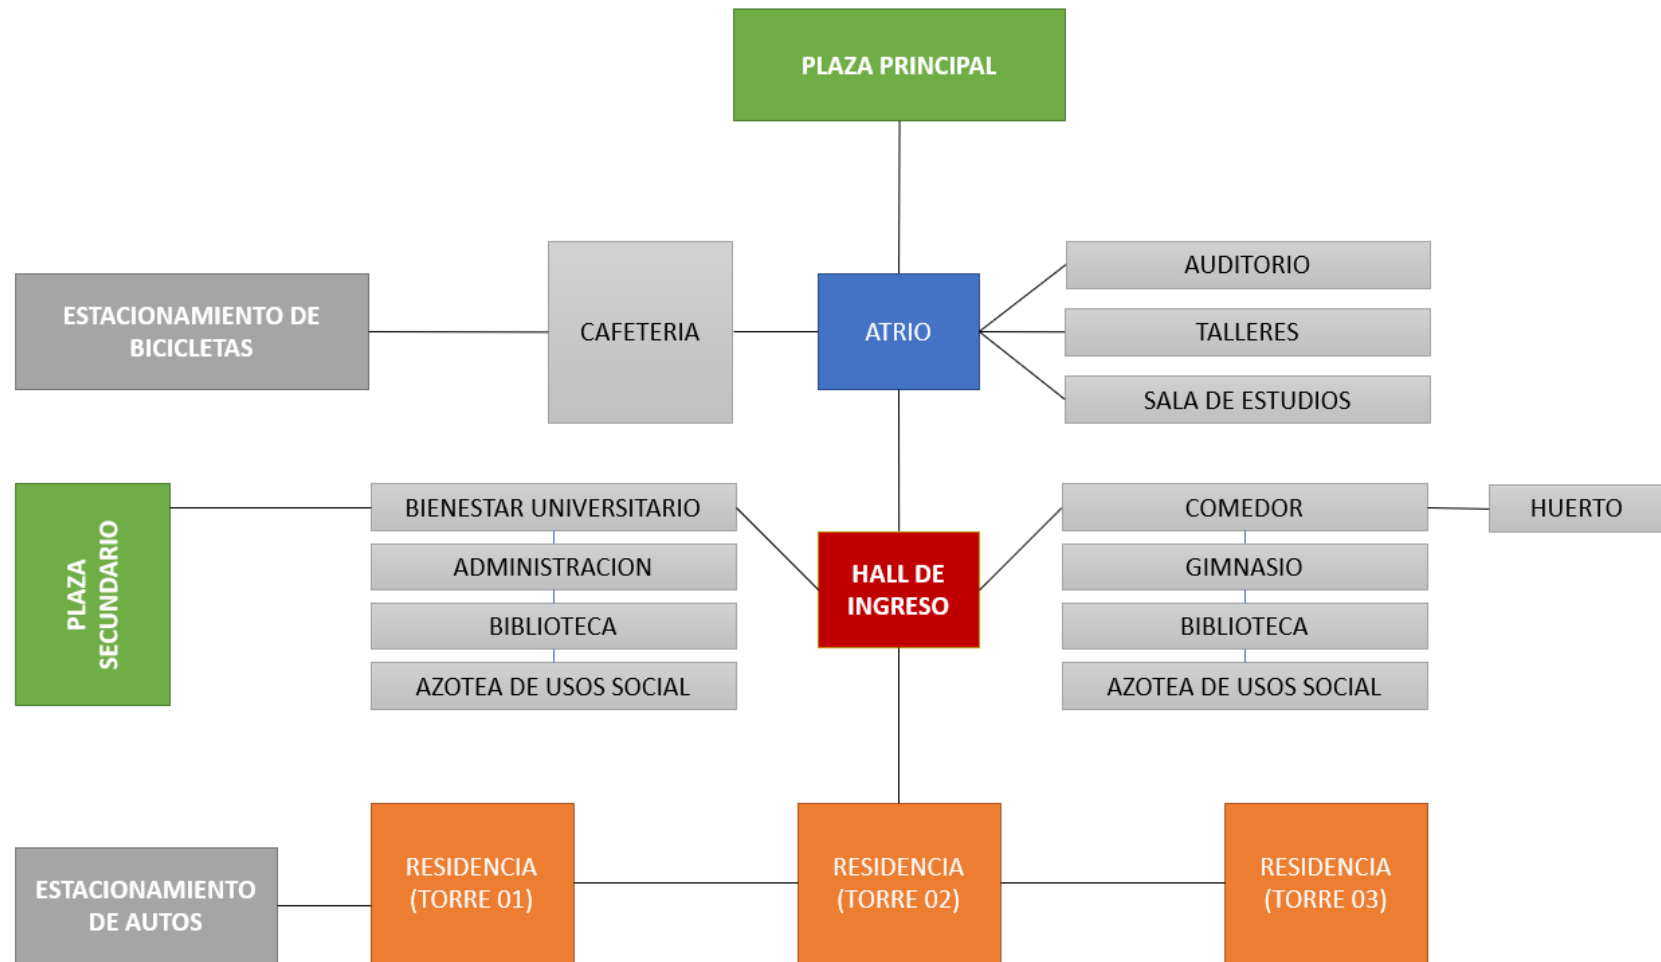 PLAZA PRINCIPAL
ESTACIONAMIENTO DE
BICICLETAS
CAFETERIA
ATRIO
AUDITORIO
TALLERES
SALA DE ESTUDIOS
PLAZA
SECUNDARIO
BIENESTAR UNIVERSITARIO
ADMINISTRACION
BIBLIOTECA
AZOTEA DE USOS SOCIAL
HALL DE
INGRESO
COMEDOR
HUERTO
GIMNASIO
BIBLIOTECA
AZOTEA DE USOS SOCIAL
ESTACIONAMIENTO
DE AUTOS
RESIDENCIA
(TORRE 01)
RESIDENCIA
(TORRE 02)
RESIDENCIA
(TORRE 03)